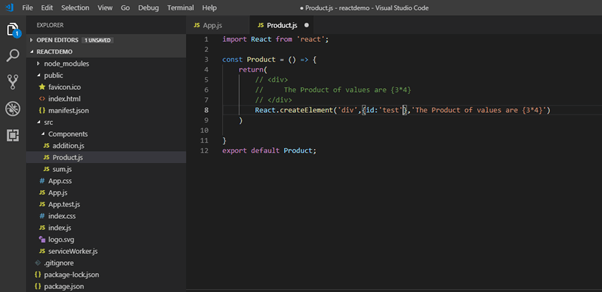 File Edit Selection View Go Debug Terminal Help
● Product.js - reactdemo - Visual Studio Code
EXPLORER
OPEN EDITORS 1 UNSAVED
REACTDEMO
node_modules
public
favicon.ico
index.html
manifest.json
src
Components
addition.js
Product.js
sum.js
App.css
App.js
App.test.js
index.css
index.js
logo.svg
serviceWorker.js
.gitignore
package-lock.json
package.json
JS App.js
JS Product.js ●
1 import React from 'react';
2
3 const Product = () => {
4 return(
5 // <div>
6 // The Product of values are {3*4}
7 // </div>
8 React.createElement('div',{id:'test'},'The Product of values are {3*4}')
9 )
10
11 }
12 export default Product;